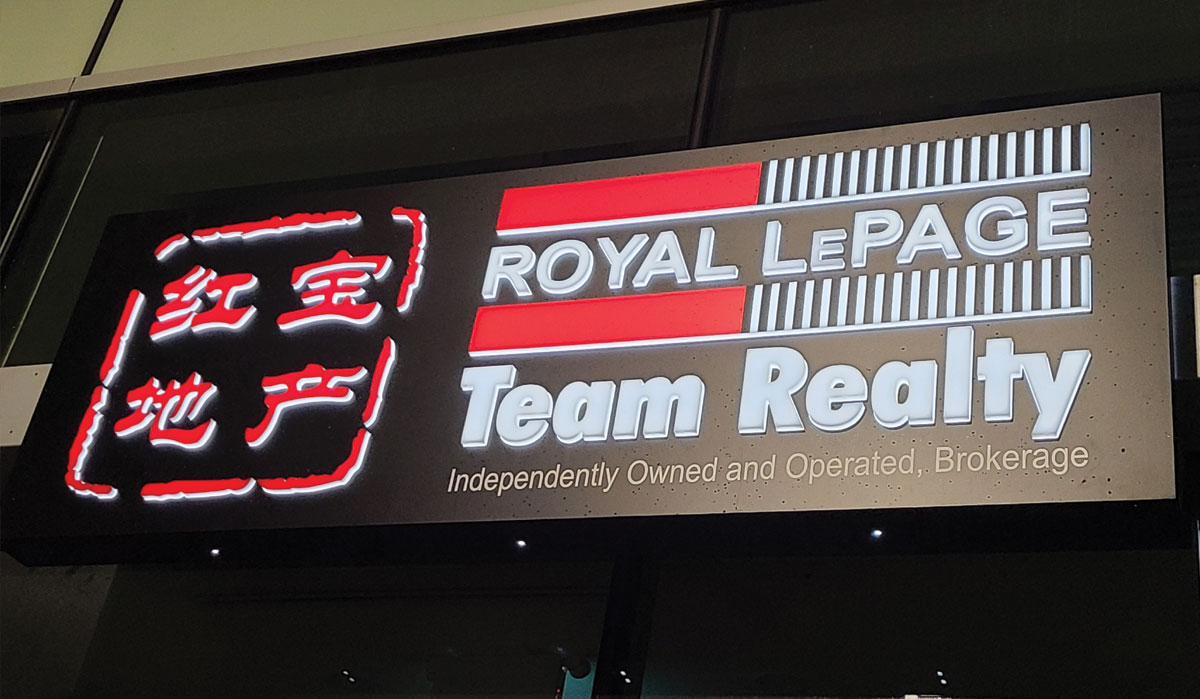 红宝
地产
ROYAL LEPAGE
Team Realty
Independently Owned and Operated, Brokerage